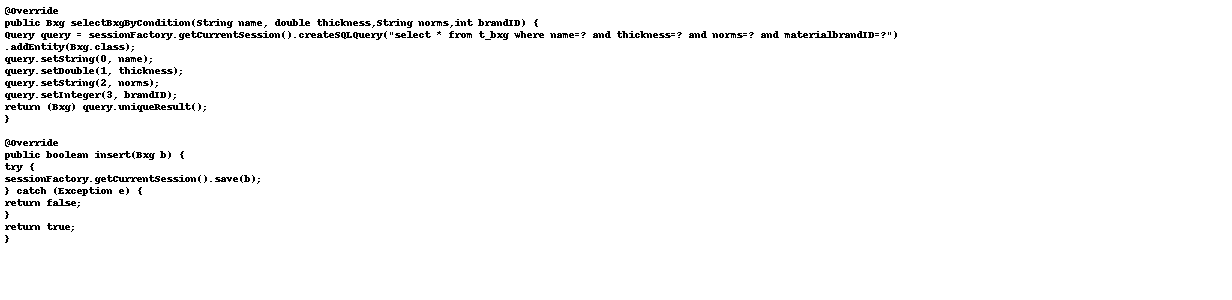 @Override
public Bxg selectBxgByCondition(String name, double thickness,String norms,int brandID) {
Query query = sessionFactory.getCurrentSession().createSQLQuery("select * from t_bxg where name=? and thickness=? and norms=? and materialbrandID=?")
.addEntity(Bxg.class);
query.setString(0, name);
query.setDouble(1, thickness);
query.setString(2, norms);
query.setInteger(3, brandID);
return (Bxg) query.uniqueResult();
}
@Override
public boolean insert(Bxg b) {
try {
sessionFactory.getCurrentSession().save(b);
} catch (Exception e) {
return false;
}
return true;
}